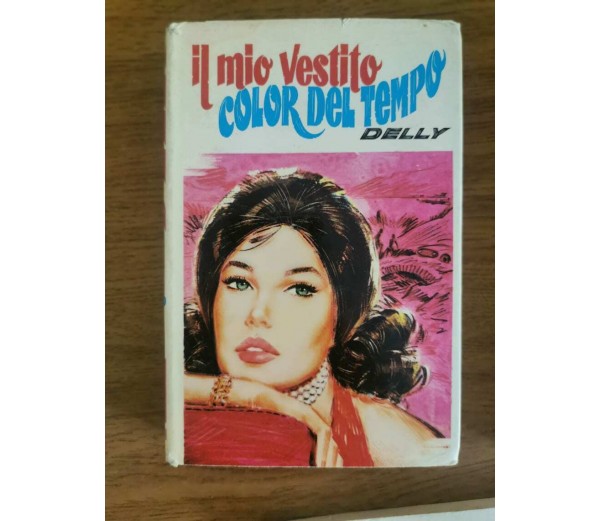 il mio vestito
COLOR DEL TEMPO
DELLY